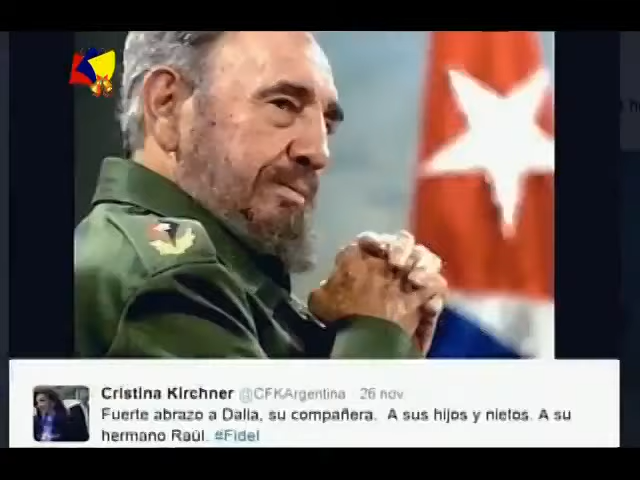 Cristina Kirchner @CFKArgentina · 26 nov.
Fuerte abrazo a Dalia, su compañera. A sus hijos y nietos. A su
hermano Raúl. #Fidel